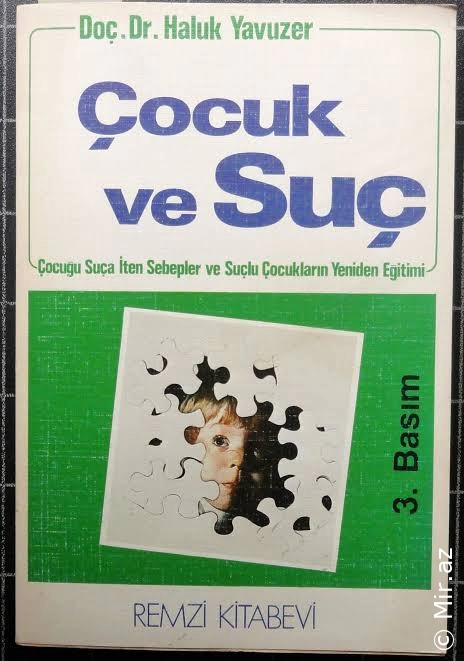 Doç.Dr. Haluk Yavuzer
Çocuk
ve Suç
Çocuğu Suça İten Sebepler ve Suçlu Çocukların Yeniden Eğitimi
3. Basım
REMZİ KİTABEVİ
© Mir.az